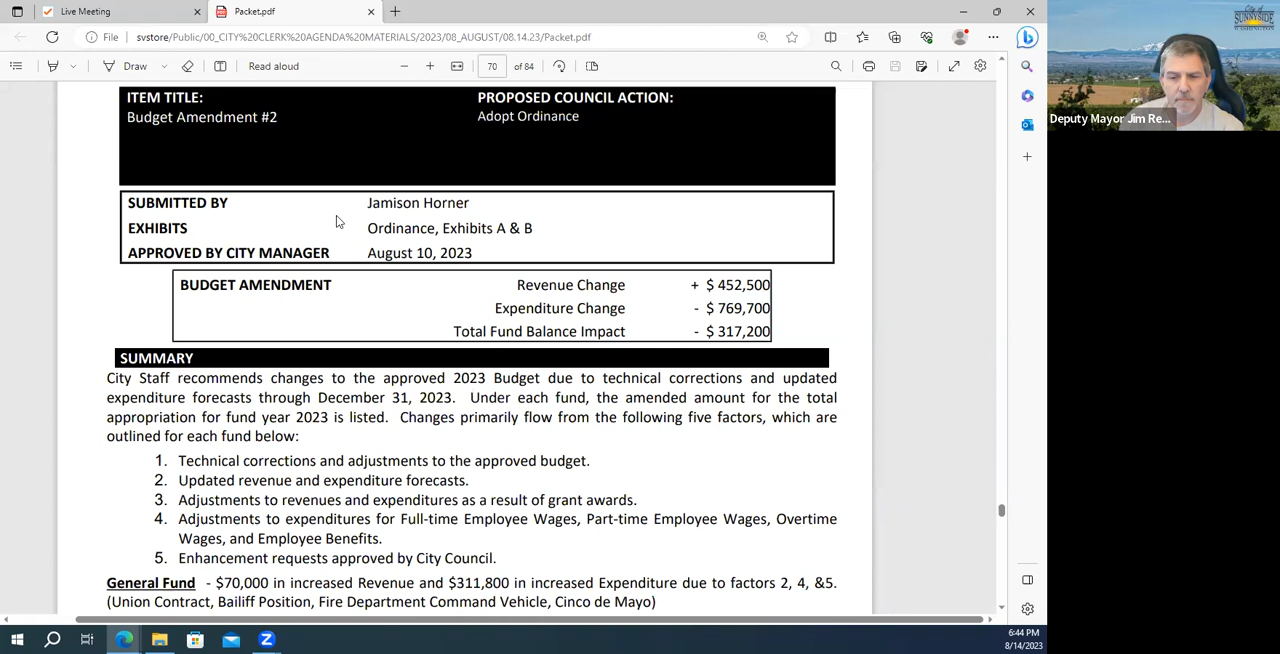 Live Meeting
Packet.pdf
File
svstore/Public/00_CITY%20CLERK%20AGENDA%20MATERIALS/2023/08_AUGUST/08.14.23/Packet.pdf
Draw
Read aloud
70 of 84
City of
SUNNYSIDE
WASHINGTON
Deputy Mayor Jim Re...
ITEM TITLE:
Budget Amendment #2
PROPOSED COUNCIL ACTION:
Adopt Ordinance
SUBMITTED BY Jamison Horner
EXHIBITS Ordinance, Exhibits A & B
APPROVED BY CITY MANAGER August 10, 2023
BUDGET AMENDMENT Revenue Change + $ 452,500
Expenditure Change - $ 769,700
Total Fund Balance Impact - $ 317,200
SUMMARY
City Staff recommends changes to the approved 2023 Budget due to technical corrections and updated
expenditure forecasts through December 31, 2023. Under each fund, the amended amount for the total
appropriation for fund year 2023 is listed. Changes primarily flow from the following five factors, which are
outlined for each fund below:
1. Technical corrections and adjustments to the approved budget.
2. Updated revenue and expenditure forecasts.
3. Adjustments to revenues and expenditures as a result of grant awards.
4. Adjustments to expenditures for Full-time Employee Wages, Part-time Employee Wages, Overtime
Wages, and Employee Benefits.
5. Enhancement requests approved by City Council.
General Fund - $70,000 in increased Revenue and $311,800 in increased Expenditure due to factors 2, 4, &5.
(Union Contract, Bailiff Position, Fire Department Command Vehicle, Cinco de Mayo)
6:44 PM
8/14/2023